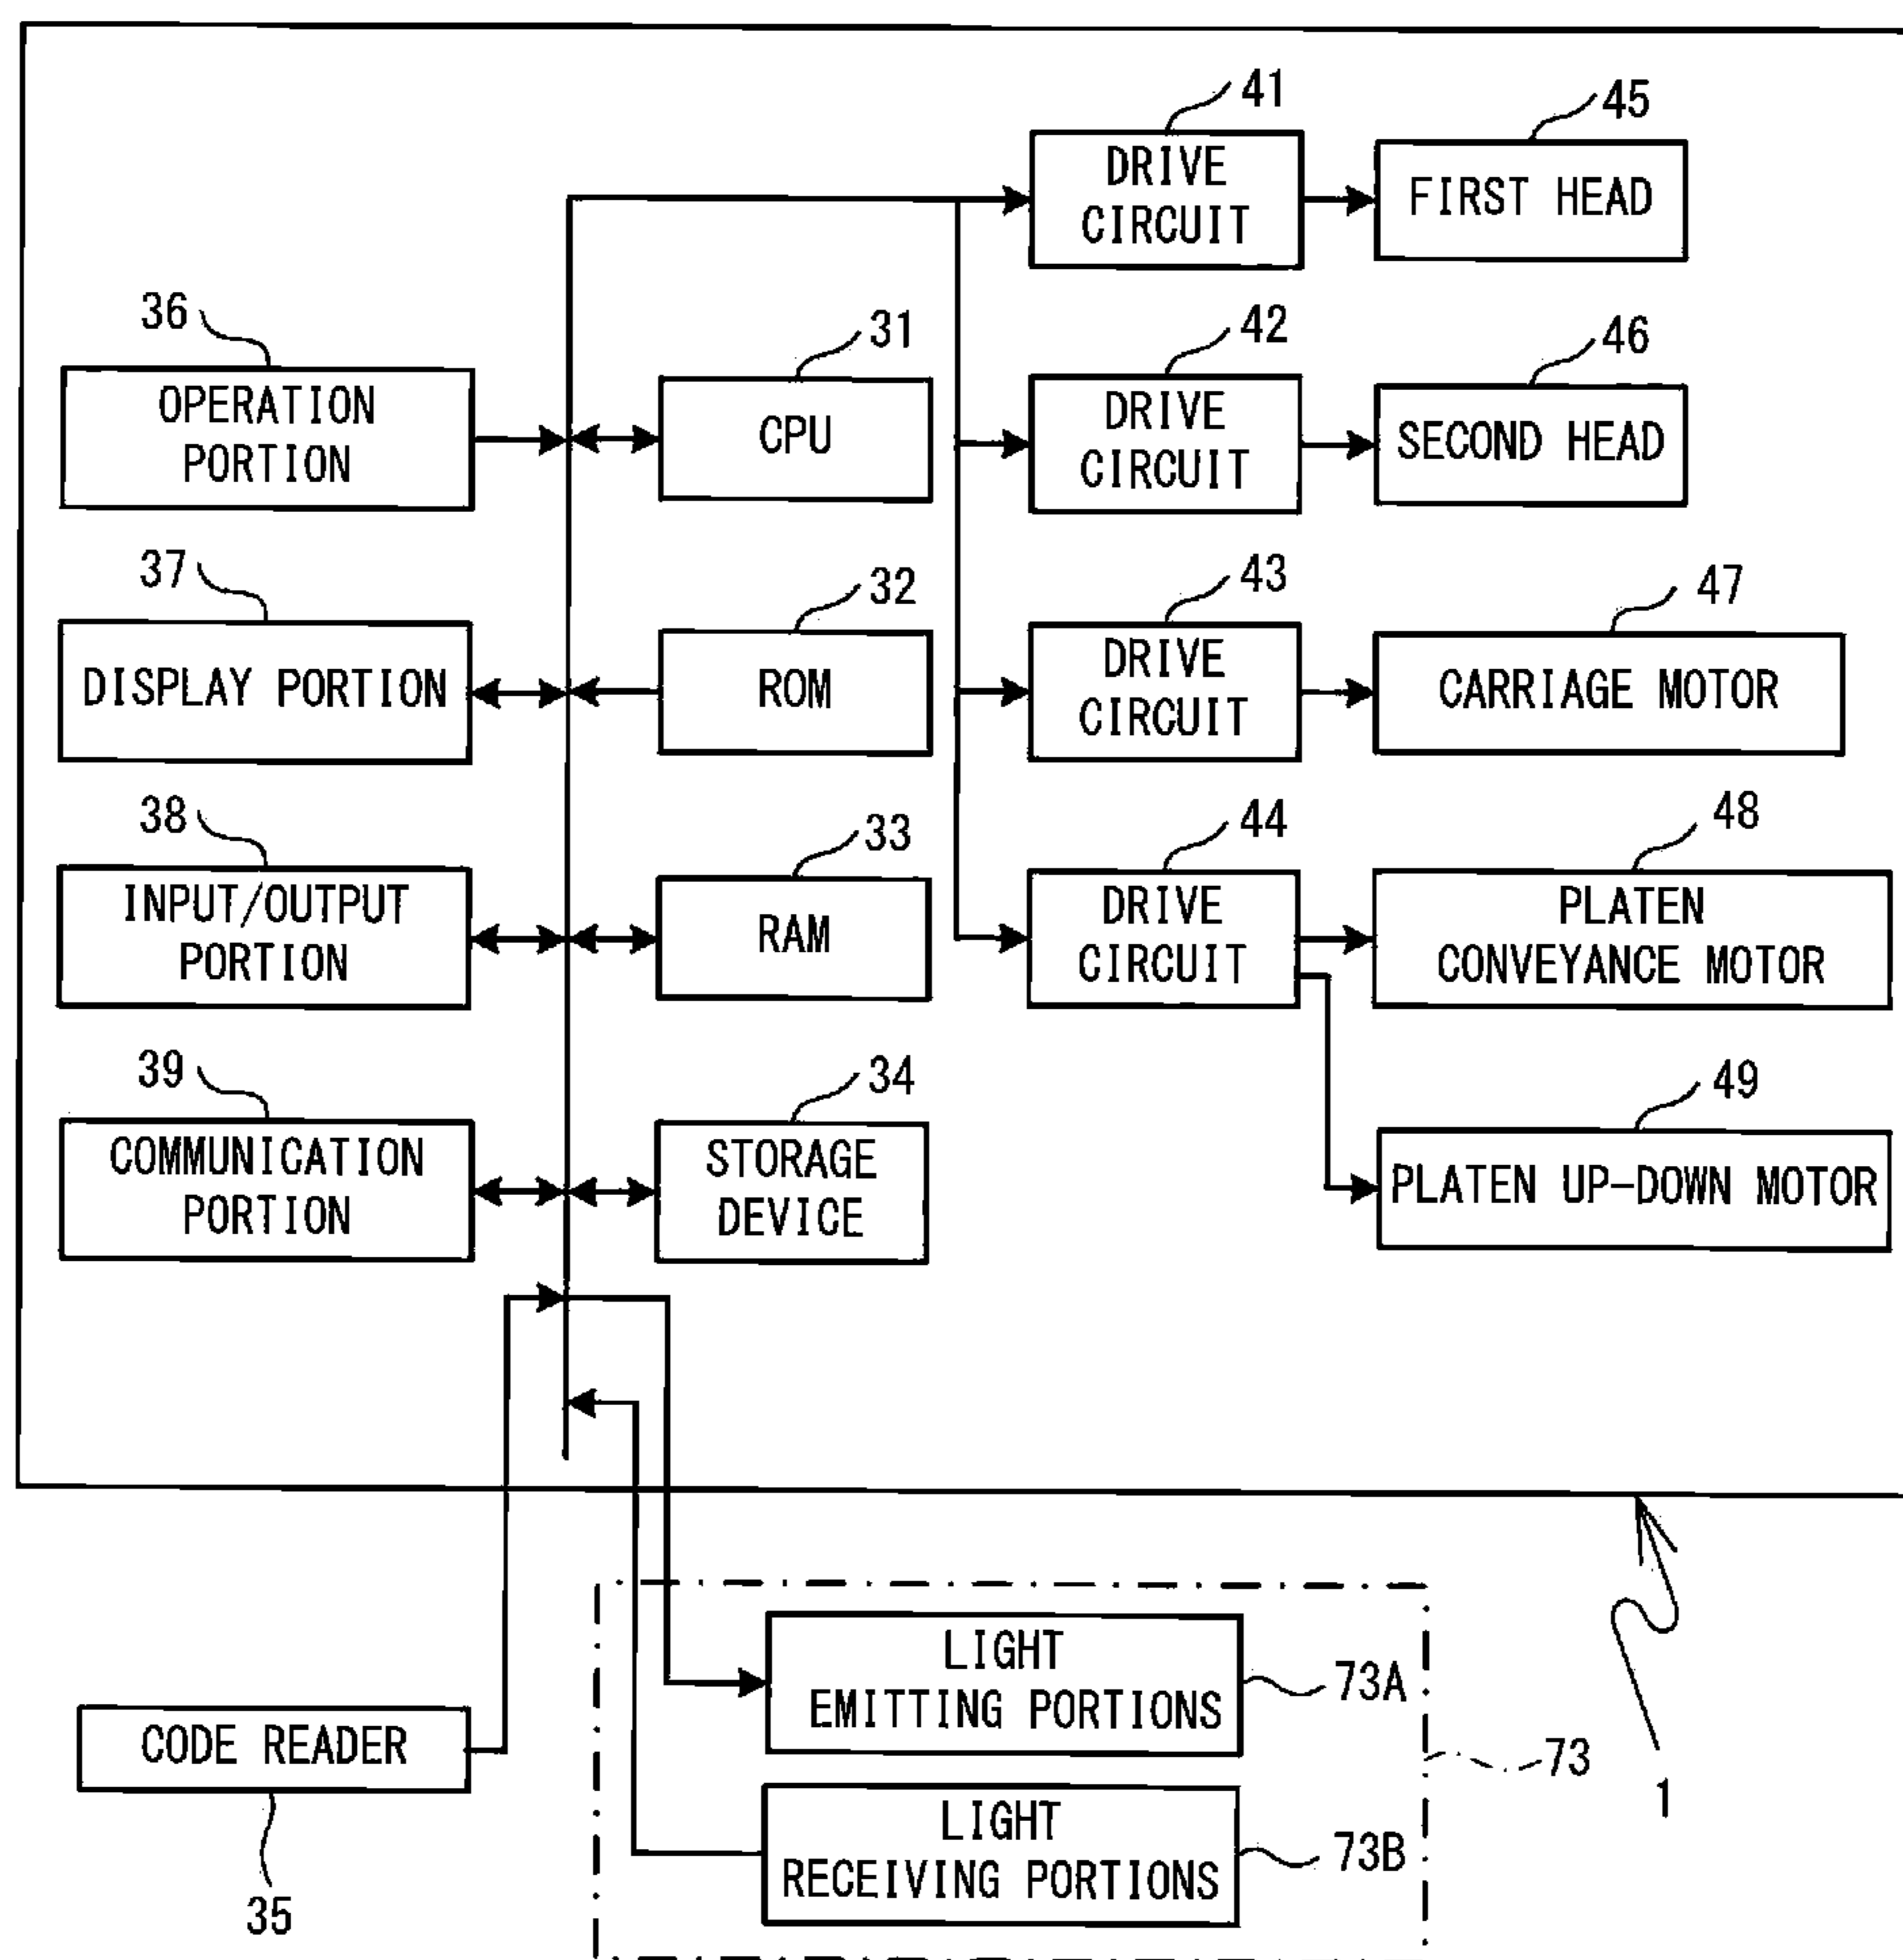 41
DRIVE
CIRCUIT
45
FIRST HEAD
36
OPERATION
PORTION
31
CPU
42
DRIVE
CIRCUIT
46
SECOND HEAD
37
DISPLAY PORTION
32
ROM
43
DRIVE
CIRCUIT
47
CARRIAGE MOTOR
38
INPUT/OUTPUT
PORTION
33
RAM
44
DRIVE
CIRCUIT
48
PLATEN
CONVEYANCE MOTOR
39
COMMUNICATION
PORTION
34
STORAGE
DEVICE
49
PLATEN UP-DOWN MOTOR
LIGHT
EMITTING PORTIONS
73A
73
1
CODE READER
35
LIGHT
RECEIVING PORTIONS
73B